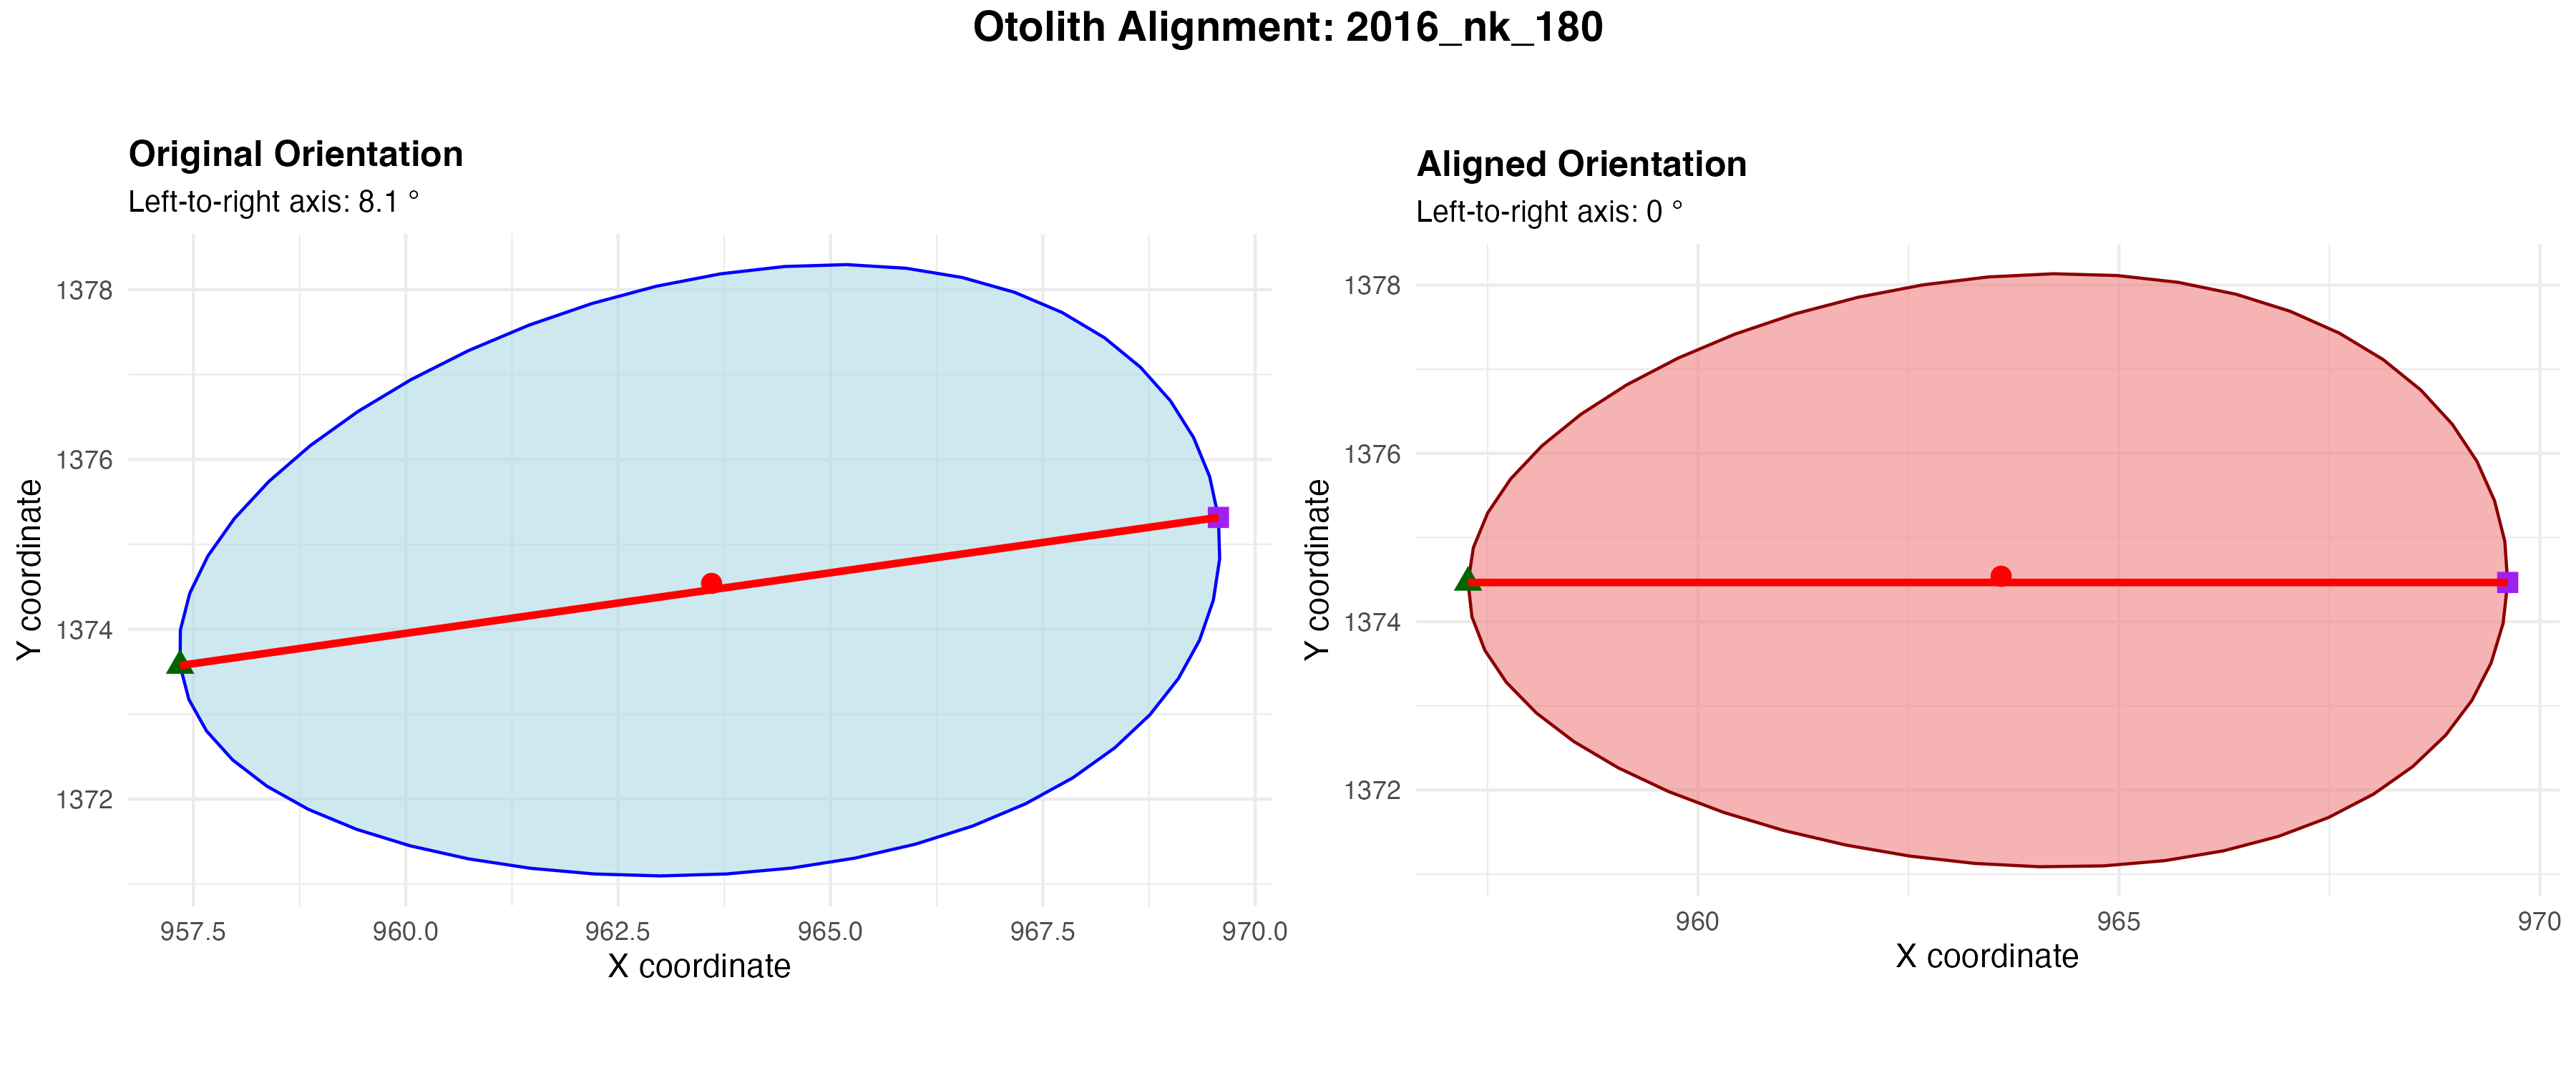 Otolith Alignment: 2016_nk_180
Original Orientation
Left-to-right axis: 8.1 °
Y coordinate
1378
1376
1374
1372
957.5 960.0 962.5 965.0 967.5 970.0
X coordinate
Aligned Orientation
Left-to-right axis: 0 °
Y coordinate
1378
1376
1374
1372
960 965 970
X coordinate